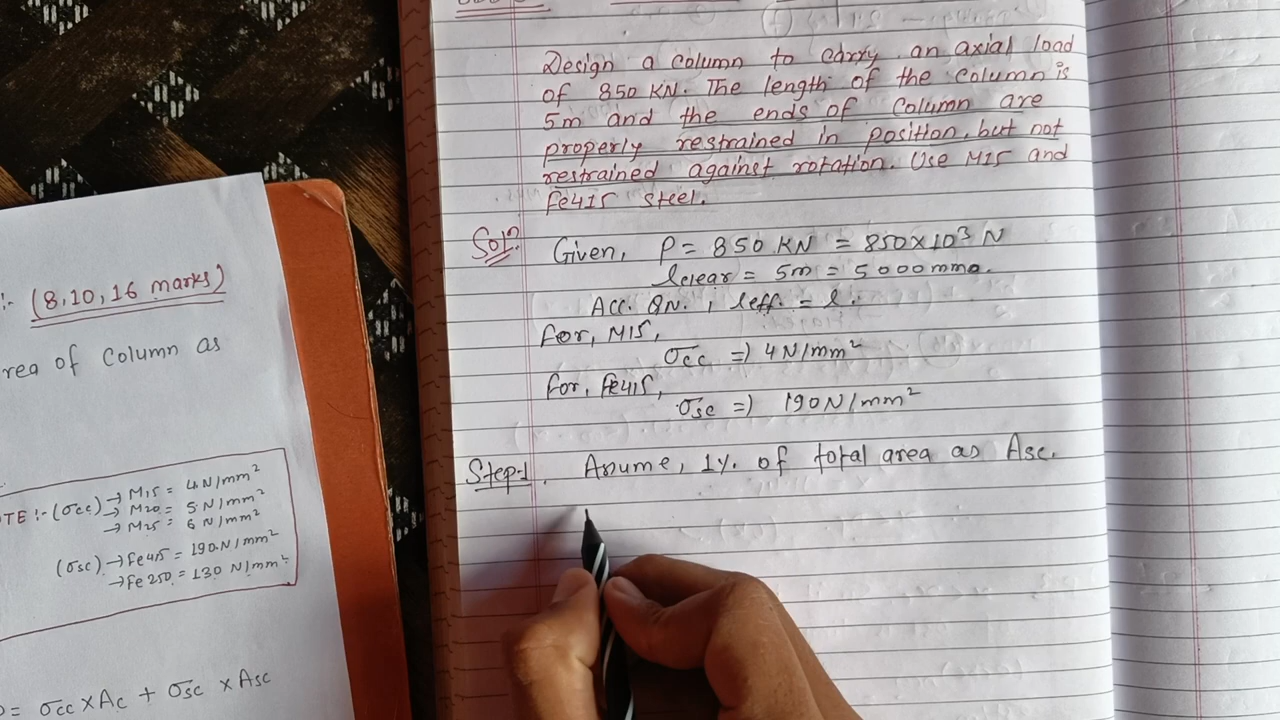 :- (8,10,16 marks)
rea of Column as
TE :- (σcc) → M15 = 4N/mm²
→ M20 = 5N/mm²
→ M25 = 6 N/mm²
(σsc) → Fe415 = 190N/mm²
→ Fe250 = 130 N/mm²
= σcc × Ac + σsc × Asc
Design a column to carry an axial load
of 850 KN. The length of the column is
5m and the ends of Column are
properly restrained in position, but not
restrained against rotation. Use M15 and
Fe415 steel.
Solⁿ. Given, P = 850 KN = 850×10³ N
lclear = 5m = 5000mm.
Acc. QN., leff. = l.
for, M15,
σcc => 4N/mm²
for, Fe415,
σsc => 190N/mm²
Step-1. Assume, 1%. of total area as Asc.